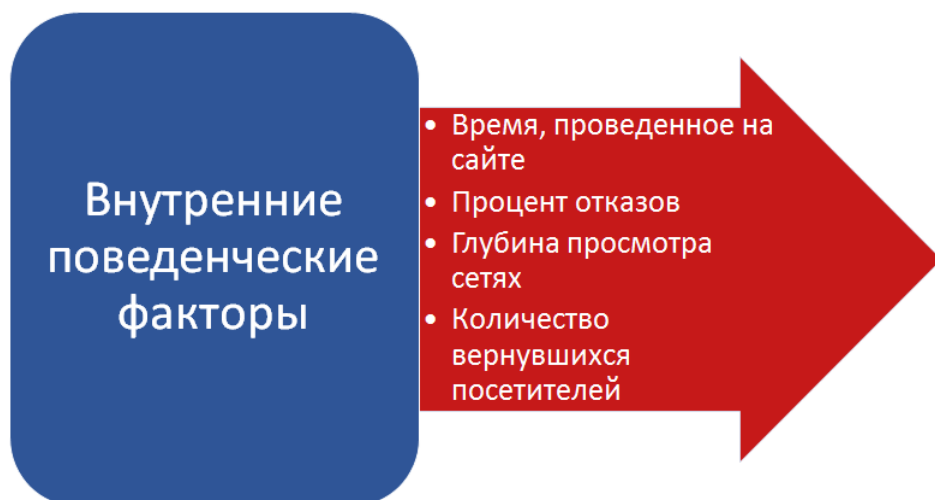 Внутренние
поведенческие
факторы
• Время, проведенное на
сайте
• Процент отказов
• Глубина просмотра
сетях
• Количество
вернувшихся
посетителей